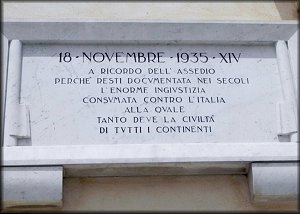 18·NOVEMBRE·1935·XIV
A RICORDO DELL'ASSEDIO
PERCHÈ RESTI DOCVMENTATA NEI SECOLI
L'ENORME INGIVSTIZIA
CONSVMATA CONTRO L'ITALIA
ALLA QVALE
TANTO DEVE LA CIVILTÀ
DI TVTTI I CONTINENTI